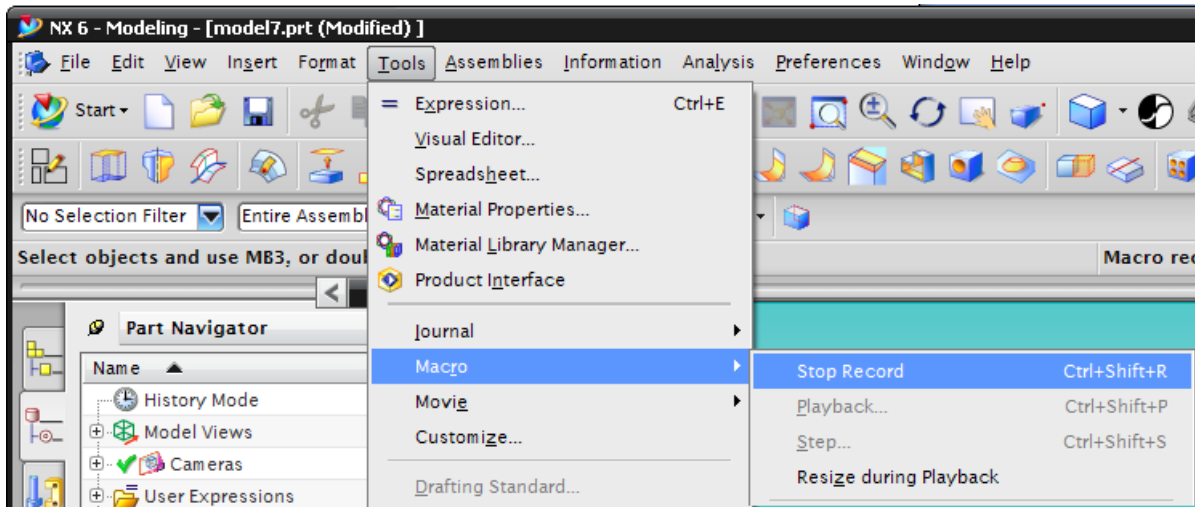 NX 6 - Modeling - [model7.prt (Modified) ]
File Edit View Insert Format Tools Assemblies Information Analysis Preferences Window Help
Start
= Expression... Ctrl+E
Visual Editor...
Spreadsheet...
No Selection Filter Entire Assembl
Material Properties...
Material Library Manager...
Select objects and use MB3, or doul
Macro rec
Product Interface
Part Navigator
Journal
Name
Macro
Stop Record Ctrl+Shift+R
History Mode
Movie
Playback... Ctrl+Shift+P
Model Views
Customize...
Step... Ctrl+Shift+S
Cameras
Resize during Playback
User Expressions
Drafting Standard...